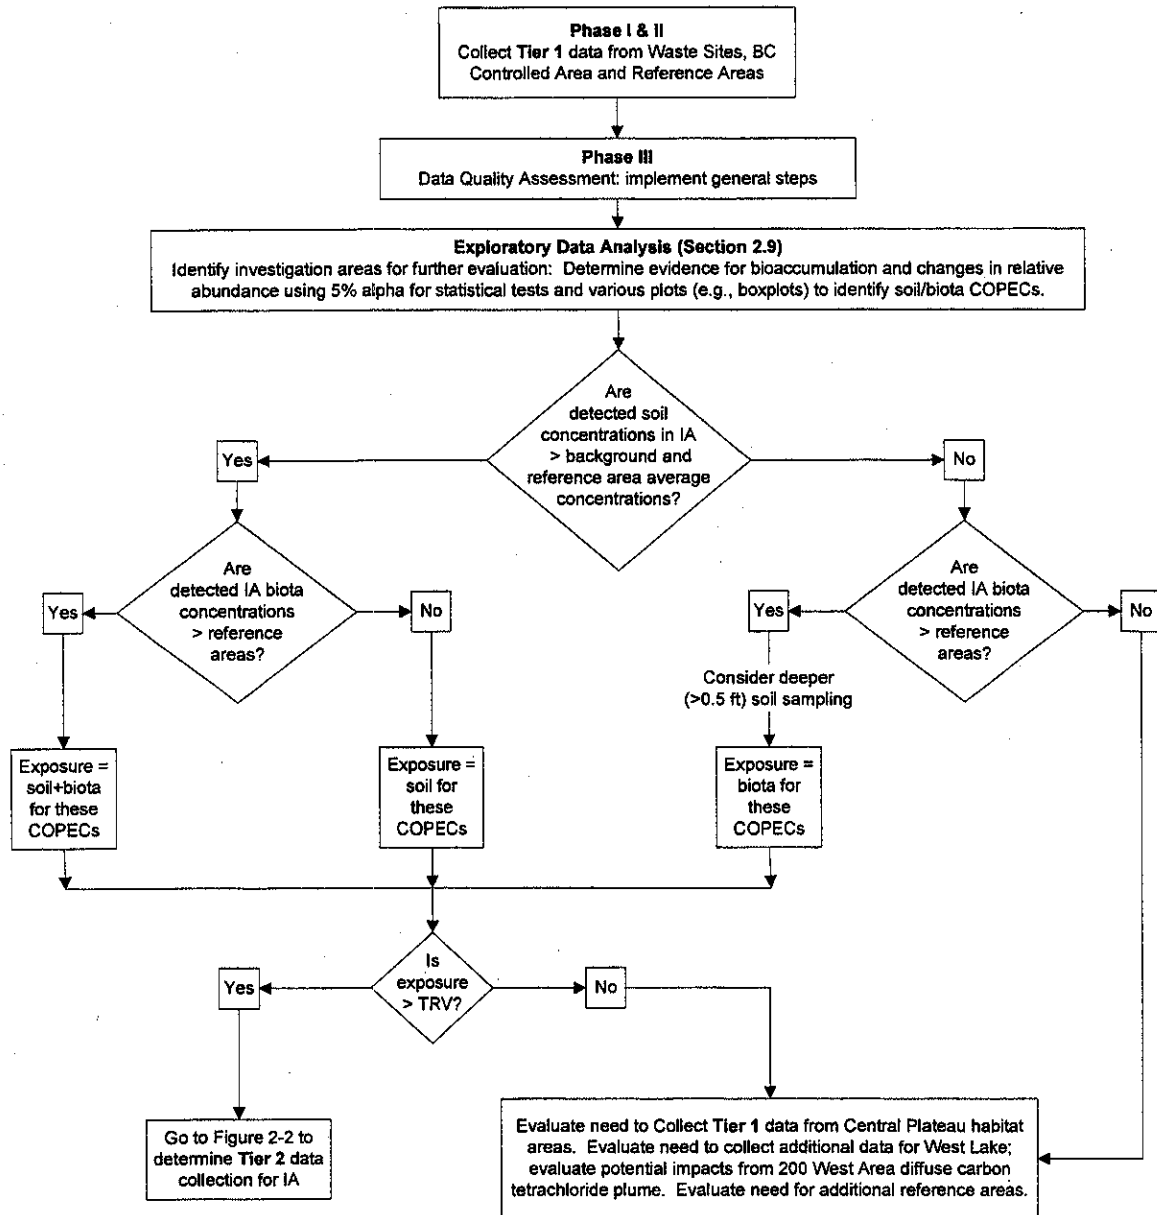 Phase I & II
Collect Tier 1 data from Waste Sites, BC
Controlled Area and Reference Areas
Phase III
Data Quality Assessment: implement general steps
Exploratory Data Analysis (Section 2.9)
Identify investigation areas for further evaluation: Determine evidence for bioaccumulation and changes in relative
abundance using 5% alpha for statistical tests and various plots (e.g., boxplots) to identify soil/biota COPECs.
Are
detected soil
concentrations in IA
> background and
reference area average
concentrations?
Yes
No
Are
detected IA biota
concentrations
> reference
areas?
Yes
No
Are
detected IA biota
concentrations
> reference
areas?
Yes
No
Consider deeper
(>0.5 ft) soil sampling
Exposure =
soil+biota
for these
COPECs
Exposure =
soil for
these
COPECs
Exposure =
biota for
these
COPECs
Is
exposure
> TRV?
Yes
No
Go to Figure 2-2 to
determine Tier 2 data
collection for IA
Evaluate need to Collect Tier 1 data from Central Plateau habitat
areas. Evaluate need to collect additional data for West Lake;
evaluate potential impacts from 200 West Area diffuse carbon
tetrachloride plume. Evaluate need for additional reference areas.